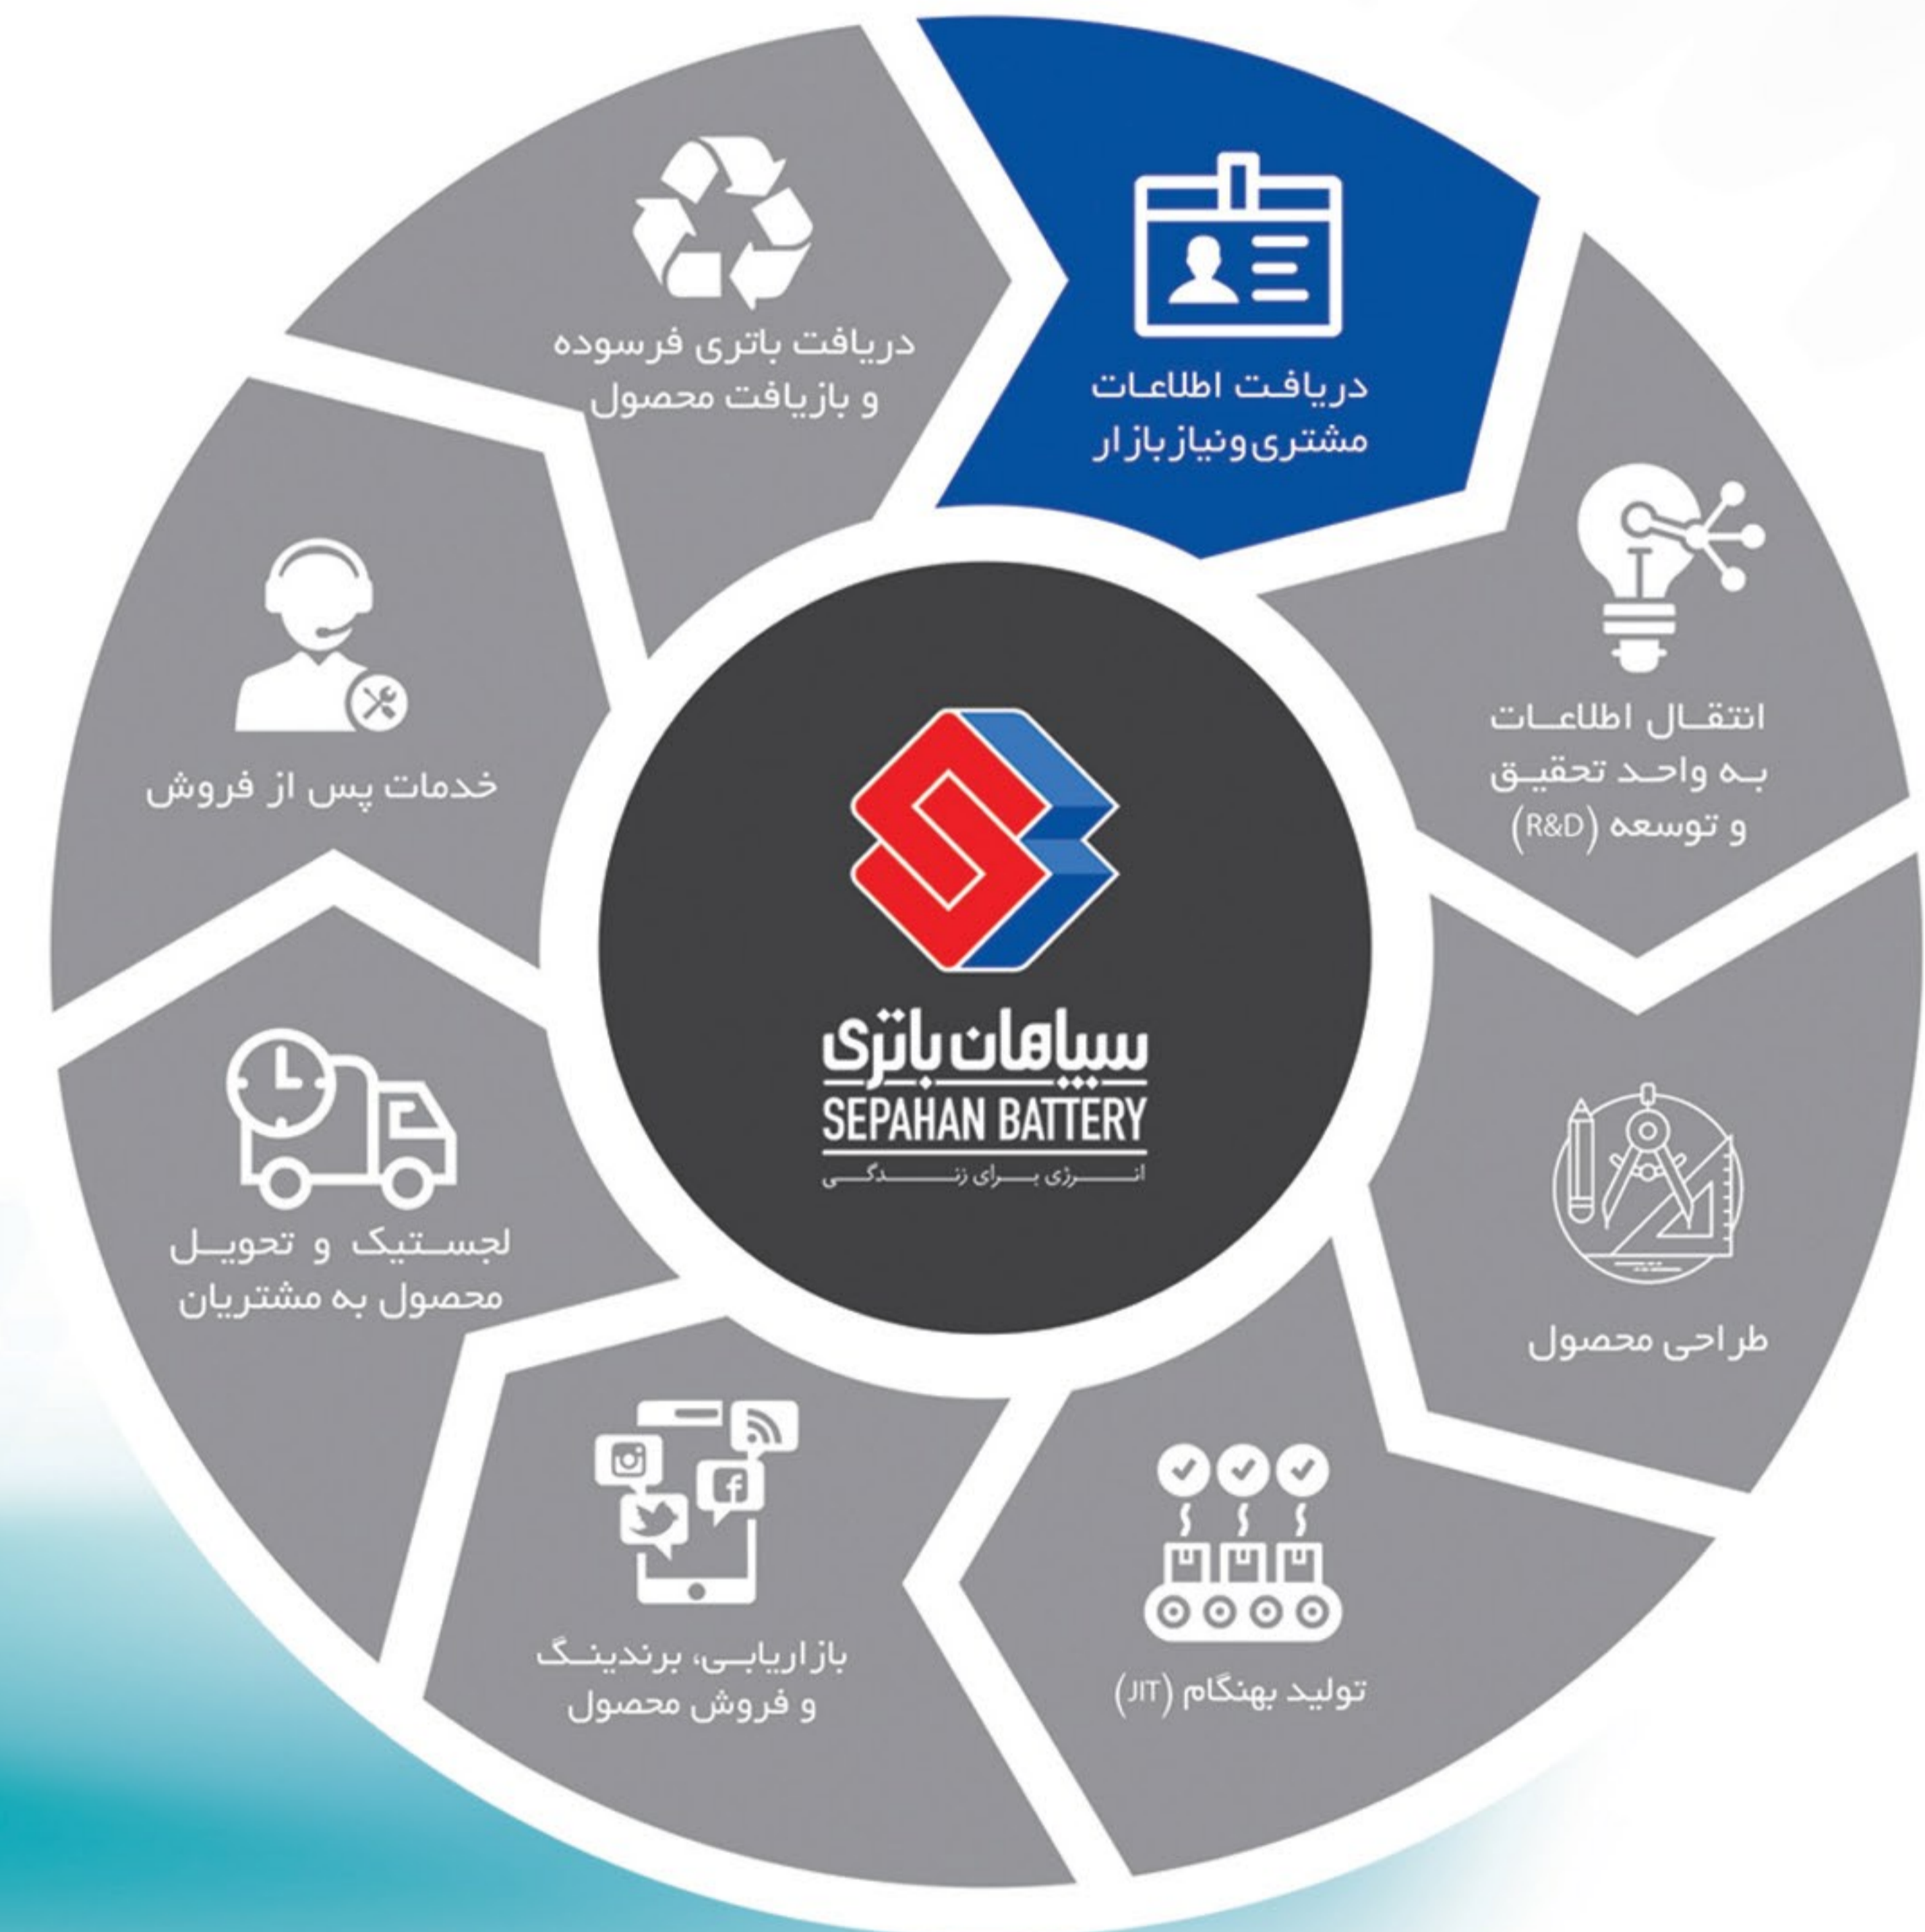 دریافت اطلاعات
مشتری و نیاز بازار
انتقال اطلاعات
به واحد تحقیق
و توسعه (R&D)
طراحی محصول
تولید بهنگام (JIT)
بازاریابی، برندینگ
و فروش محصول
لجستیک و تحویل
محصول به مشتریان
خدمات پس از فروش
دریافت باتری فرسوده
و بازیافت محصول
سپاهان باتری
SEPAHAN BATTERY
انرژی برای زندگی